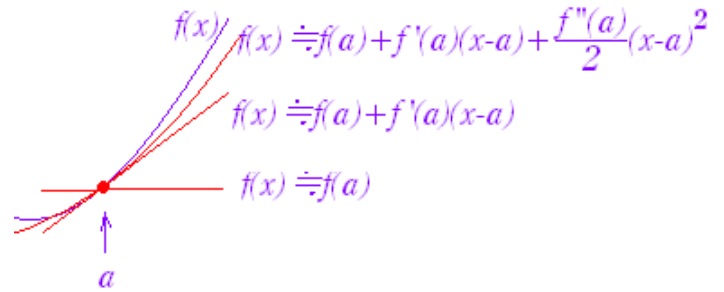 f(x)
f(x) ≒f(a)+f'(a)(x-a)+f''(a)/2(x-a)²
f(x) ≒f(a)+f'(a)(x-a)
f(x) ≒f(a)
a